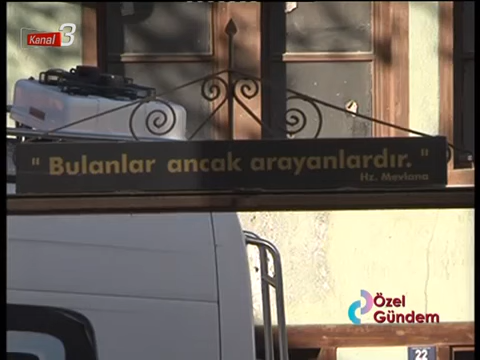 Kanal 3
" Bulanlar ancak arayanlardır. "
Hz. Mevlana
Özel
Gündem
22